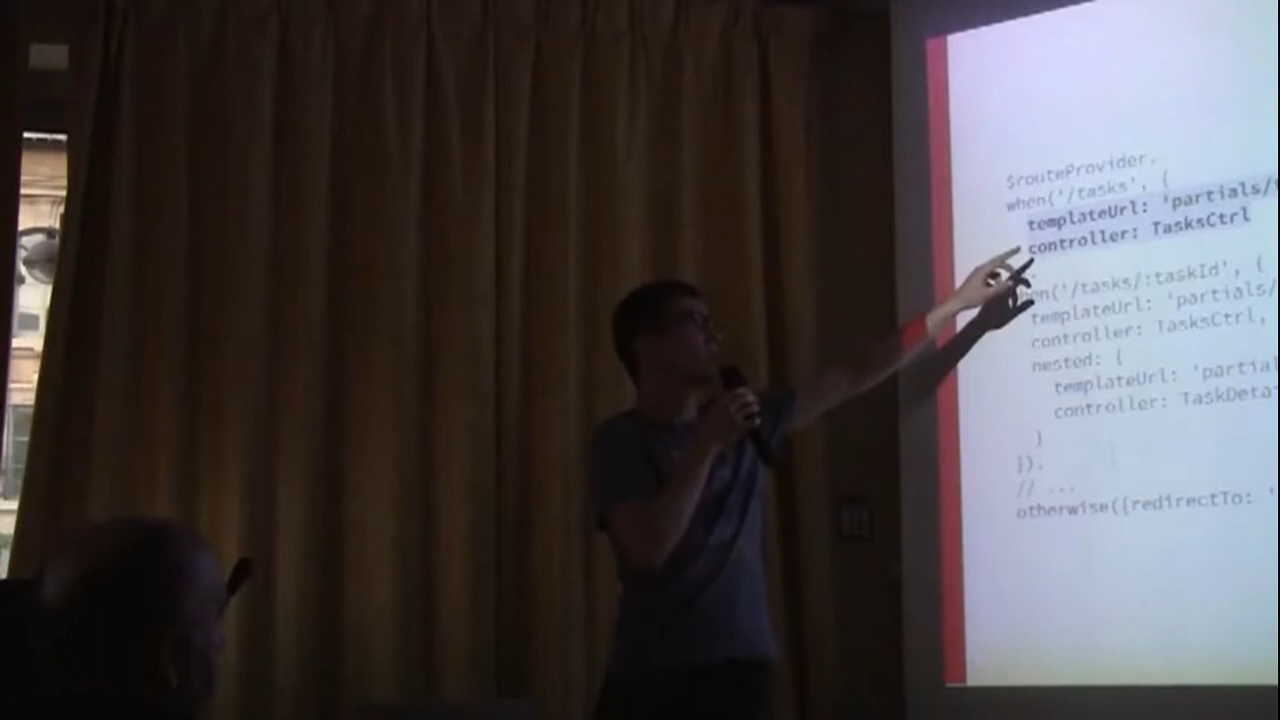 $routeProvider.
when('/tasks', {
templateUrl: 'partials/
controller: TasksCtrl
when('/tasks/:taskId', {
templateUrl: 'partials/
controller: TasksCtrl,
nested: {
templateUrl: 'partial
controller: TaskDeta
}
}).
// ...
otherwise({redirectTo: '